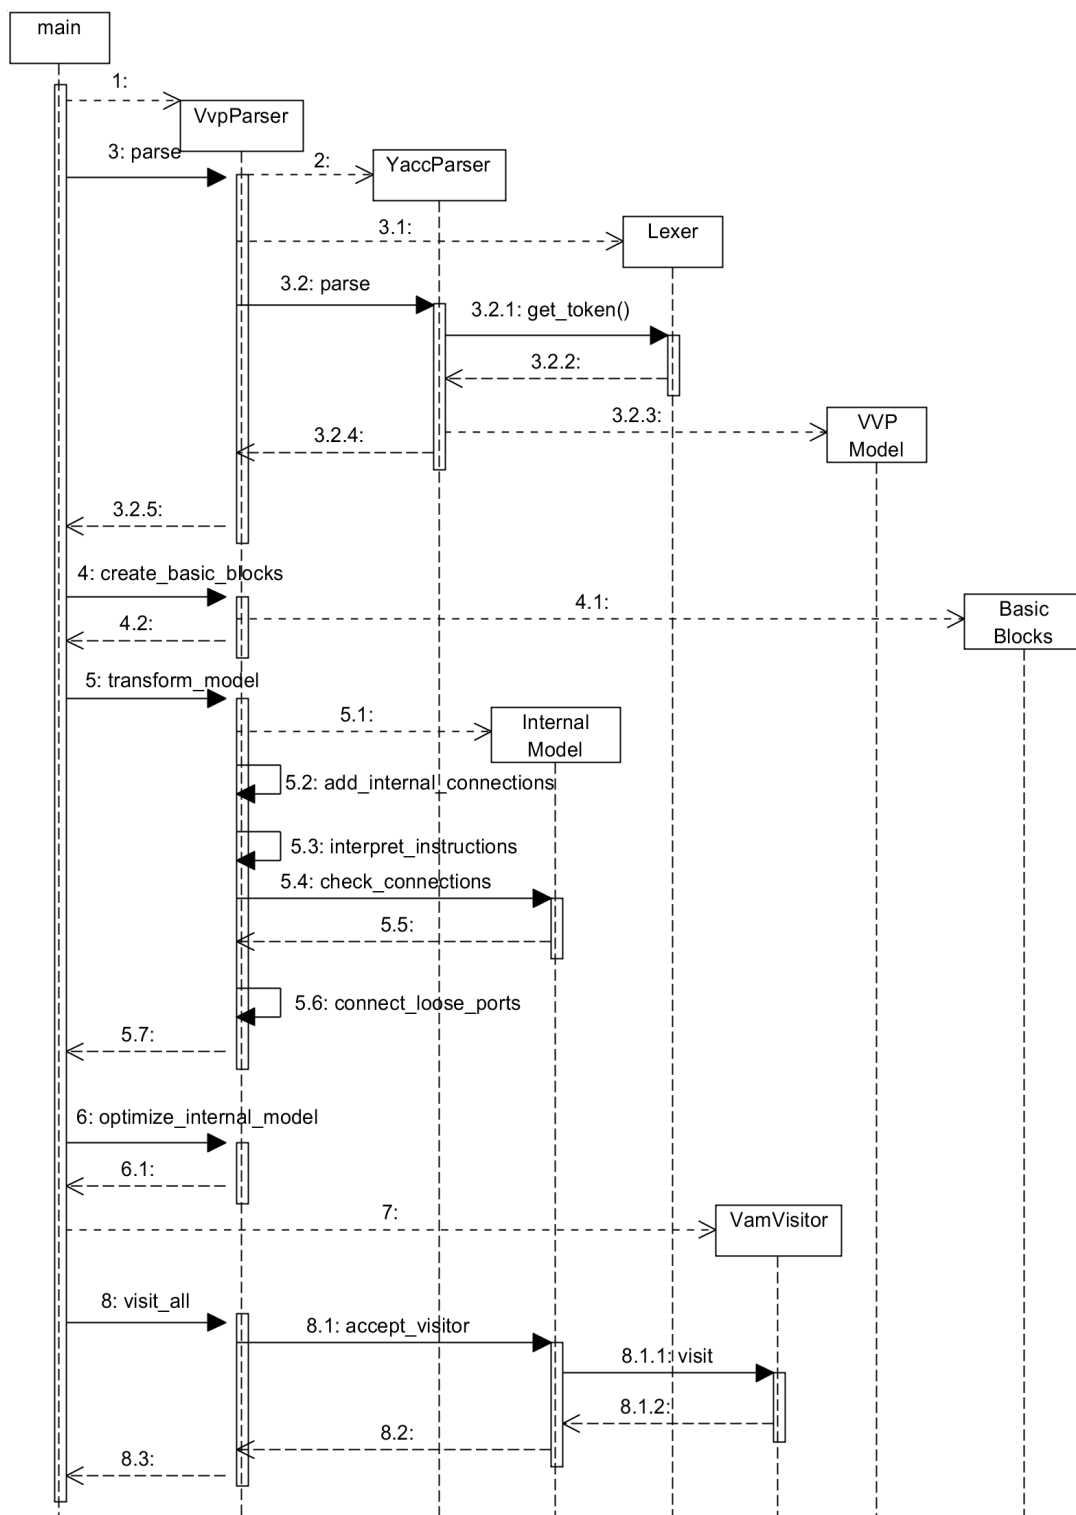 main
1:
VvpParser
3: parse
2:
YaccParser
3.1:
Lexer
3.2: parse
3.2.1: get_token()
3.2.2:
3.2.3:
VVP
Model
3.2.4:
3.2.5:
4: create_basic_blocks
4.1:
Basic
Blocks
4.2:
5: transform_model
5.1:
Internal
Model
5.2: add_internal_connections
5.3: interpret_instructions
5.4: check_connections
5.5:
5.6: connect_loose_ports
5.7:
6: optimize_internal_model
6.1:
7:
VamVisitor
8: visit_all
8.1: accept_visitor
8.1.1: visit
8.1.2:
8.2:
8.3: